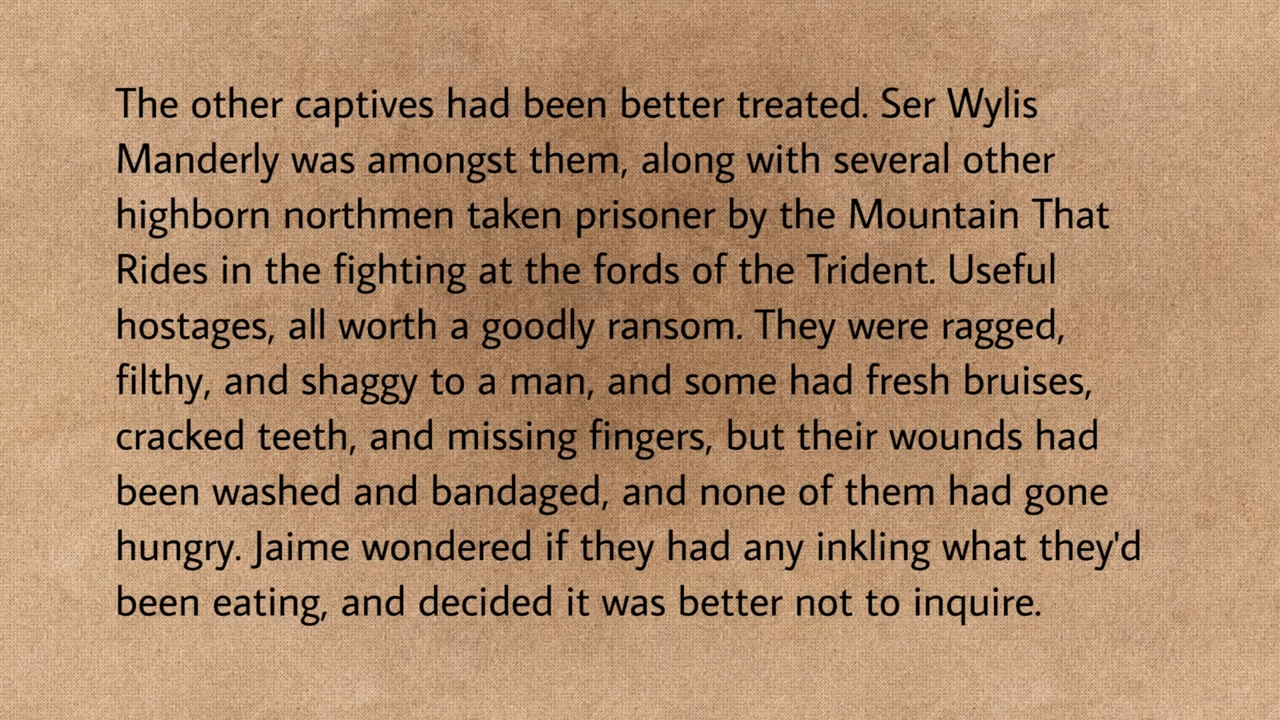 The other captives had been better treated. Ser Wylis
Manderly was amongst them, along with several other
highborn northmen taken prisoner by the Mountain That
Rides in the fighting at the fords of the Trident. Useful
hostages, all worth a goodly ransom. They were ragged,
filthy, and shaggy to a man, and some had fresh bruises,
cracked teeth, and missing fingers, but their wounds had
been washed and bandaged, and none of them had gone
hungry. Jaime wondered if they had any inkling what they'd
been eating, and decided it was better not to inquire.